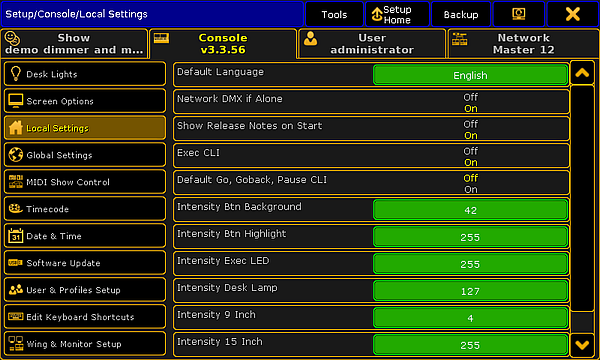 Setup/Console/Local Settings
Tools
Setup
Home
Backup
Show
demo dimmer and m...
Console
v3.3.56
User
administrator
Network
Master 12
Desk Lights
Screen Options
Local Settings
Global Settings
MIDI Show Control
Timecode
Date & Time
Software Update
User & Profiles Setup
Edit Keyboard Shortcuts
Wing & Monitor Setup
Default Language
English
Network DMX if Alone
Off
On
Show Release Notes on Start
Off
On
Exec CLI
Off
On
Default Go, Goback, Pause CLI
Off
On
Intensity Btn Background
42
Intensity Btn Highlight
255
Intensity Exec LED
255
Intensity Desk Lamp
127
Intensity 9 Inch
4
Intensity 15 Inch
255